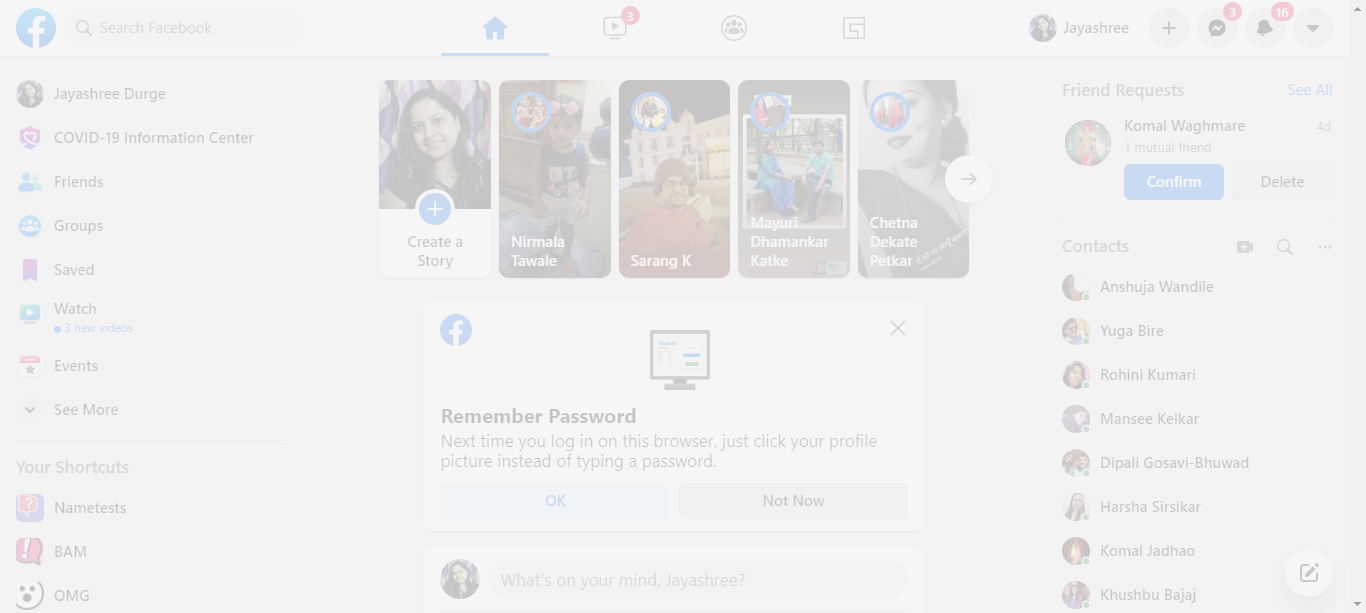 Search Facebook
3
Jayashree
3
16
Jayashree Durge
COVID-19 Information Center
Friends
Groups
Saved
Watch
3 new videos
Events
See More
Your Shortcuts
Nametests
BAM
OMG
Create a
Story
Nirmala
Tawale
Sarang K
Mayuri
Dhamankar
Katke
Chetna
Dekate
Petkar
Remember Password
Next time you log in on this browser, just click your profile
picture instead of typing a password.
OK
Not Now
What's on your mind, Jayashree?
Friend Requests
See All
Komal Waghmare
4d
1 mutual friend
Confirm
Delete
Contacts
Anshuja Wandile
Yuga Bire
Rohini Kumari
Mansee Kelkar
Dipali Gosavi-Bhuwad
Harsha Sirsikar
Komal Jadhao
Khushbu Bajaj